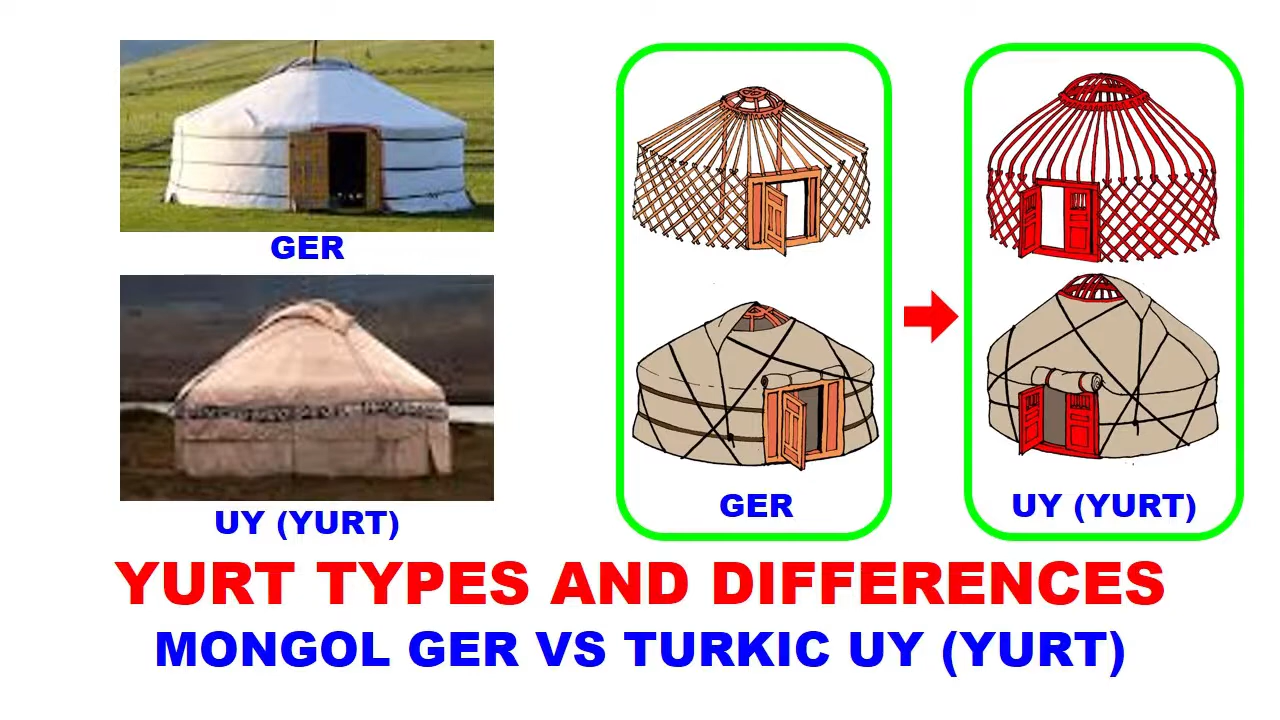 GER
UY (YURT)
GER
UY (YURT)
YURT TYPES AND DIFFERENCES
MONGOL GER VS TURKIC UY (YURT)